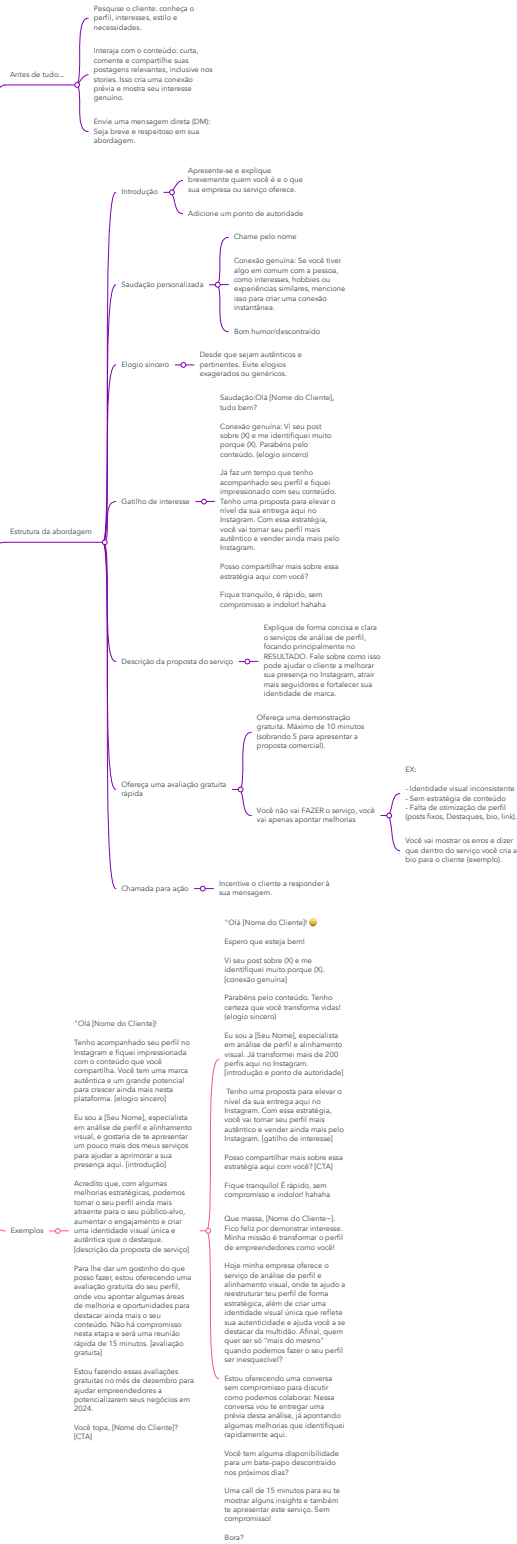 Antes de tudo...
Pesquise o cliente: conheça o
perfil, interesses, estilo e
necessidades.
Interaja com o conteúdo: curta,
comente e compartilhe suas
postagens relevantes, inclusive nos
stories. Isso cria uma conexão
prévia e mostra seu interesse
genuíno.
Envie uma mensagem direta (DM):
Seja breve e respeitoso em sua
abordagem.
Estrutura da abordagem
Introdução
Apresente-se e explique
brevemente quem você é e o que
sua empresa ou serviço oferece.
Adicione um ponto de autoridade
Saudação personalizada
Chame pelo nome
Conexão genuína: Se você tiver
algo em comum com a pessoa,
como interesses, hobbies ou
experiências similares, mencione
isso para criar uma conexão
instantânea.
Bom humor/descontraído
Elogio sincero
Desde que sejam autênticos e
pertinentes. Evite elogios
exagerados ou genéricos.
Gatilho de interesse
Saudação:Olá [Nome do Cliente],
tudo bem?
Conexão genuína: Vi seu post
sobre (X) e me identifiquei muito
porque (X). Parabéns pelo
conteúdo. (elogio sincero)
Já faz um tempo que tenho
acompanhado seu perfil e fiquei
impressionado com seu conteúdo.
Tenho uma proposta para elevar o
nível da sua entrega aqui no
Instagram. Com essa estratégia,
você vai tornar seu perfil mais
autêntico e vender ainda mais pelo
Instagram.
Posso compartilhar mais sobre essa
estratégia aqui com você?
Fique tranquilo, é rápido, sem
compromisso e indolor! hahaha
Descrição da proposta do serviço
Explique de forma concisa e clara
o serviços de análise de perfil,
focando principalmente no
RESULTADO. Fale sobre como isso
pode ajudar o cliente a melhorar
sua presença no Instagram, atrair
mais seguidores e fortalecer sua
identidade de marca.
Ofereça uma avaliação gratuita
rápida
Ofereça uma demonstração
gratuita. Máximo de 10 minutos
(sobrando 5 para apresentar a
proposta comercial).
Você não vai FAZER o serviço, você
vai apenas apontar melhorias
EX:
- Identidade visual inconsistente
- Sem estratégia de conteúdo
- Falta de otimização de perfil
(posts fixos, Destaques, bio, link).
Você vai mostrar os erros e dizer
que dentro do serviço você cria a
bio para o cliente (exemplo).
Chamada para ação
Incentive o cliente a responder à
sua mensagem.
Exemplos
"Olá [Nome do Cliente]!
Tenho acompanhado seu perfil no
Instagram e fiquei impressionada
com o conteúdo que você
compartilha. Você tem uma marca
autêntica e um grande potencial
para crescer ainda mais nesta
plataforma. [elogio sincero]
Eu sou a [Seu Nome], especialista
em análise de perfil e alinhamento
visual, e gostaria de te apresentar
um pouco mais dos meus serviços
para ajudar a aprimorar a sua
presença aqui. [introdução]
Acredito que, com algumas
melhorias estratégicas, podemos
tornar o seu perfil ainda mais
atraente para o seu público-alvo,
aumentar o engajamento e criar
uma identidade visual única e
autêntica que o destaque.
[descrição da proposta de serviço]
Para lhe dar um gostinho do que
posso fazer, estou oferecendo uma
avaliação gratuita do seu perfil,
onde vou apontar algumas áreas
de melhoria e oportunidades para
destacar ainda mais o seu
conteúdo. Não há compromisso
nesta etapa e será uma reunião
rápida de 15 minutos. [avaliação
gratuita]
Estou fazendo essas avaliações
gratuitas no mês de dezembro para
ajudar empreendedores a
potencializarem seus negócios em
2024.
Você topa, [Nome do Cliente]?
[CTA]
"Olá [Nome do Cliente]! 😄
Espero que esteja bem!
Vi seu post sobre (X) e me
identifiquei muito porque (X).
[conexão genuína]
Parabéns pelo conteúdo. Tenho
certeza que você transforma vidas!
(elogio sincero)
Eu sou a [Seu Nome], especialista
em análise de perfil e alinhamento
visual. Já transformei mais de 200
perfis aqui no Instagram.
[introdução e ponto de autoridade]
Tenho uma proposta para elevar o
nível da sua entrega aqui no
Instagram. Com essa estratégia,
você vai tornar seu perfil mais
autêntico e vender ainda mais pelo
Instagram. [gatilho de interesse]
Posso compartilhar mais sobre essa
estratégia aqui com você? [CTA]
Fique tranquilo! É rápido, sem
compromisso e indolor! hahaha
Que massa, [Nome do Cliente~].
Fico feliz por demonstrar interesse.
Minha missão é transformar o perfil
de empreendedores como você!
Hoje minha empresa oferece o
serviço de análise de perfil e
alinhamento visual, onde te ajudo a
reestruturar teu perfil de forma
estratégica, além de criar uma
identidade visual única que reflete
sua autenticidade e ajuda você a se
destacar da multidão. Afinal, quem
quer ser só "mais do mesmo"
quando podemos fazer o seu perfil
ser inesquecível?
Estou oferecendo uma conversa
sem compromisso para discutir
como podemos colaborar. Nessa
conversa vou te entregar uma
prévia desta análise, já apontando
algumas melhorias que identifiquei
rapidamente aqui.
Você tem alguma disponibilidade
para um bate-papo descontraído
nos próximos dias?
Uma call de 15 minutos para eu te
mostrar alguns insights e também
te apresentar este serviço. Sem
compromisso!
Bora?